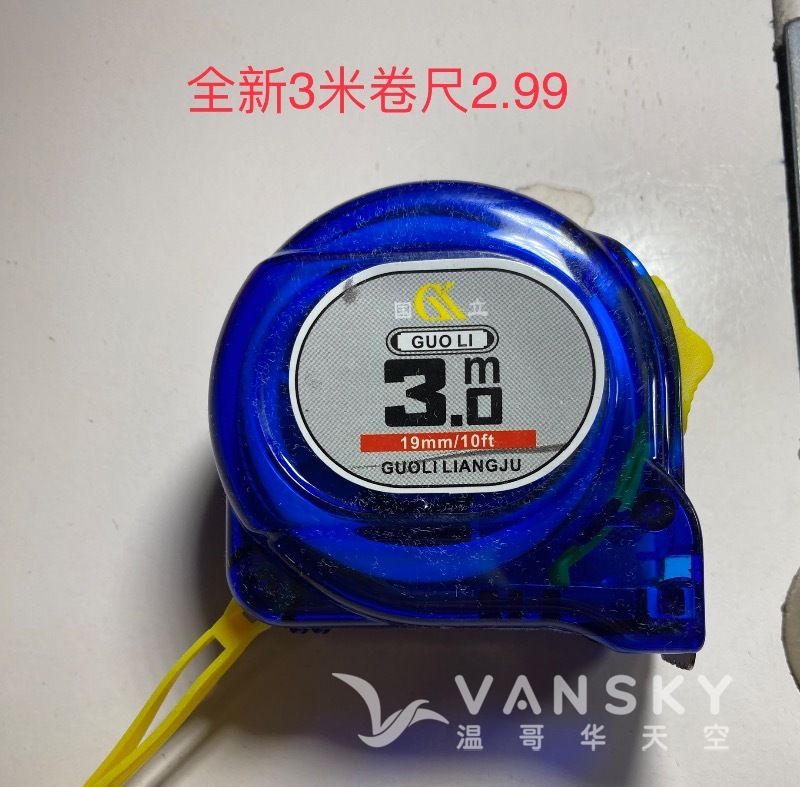 全新3米卷尺2.99
国 GK 立
GUO LI
3.0m
19mm/10ft
GUOLI LIANGJU
VANSKY
温哥华天空